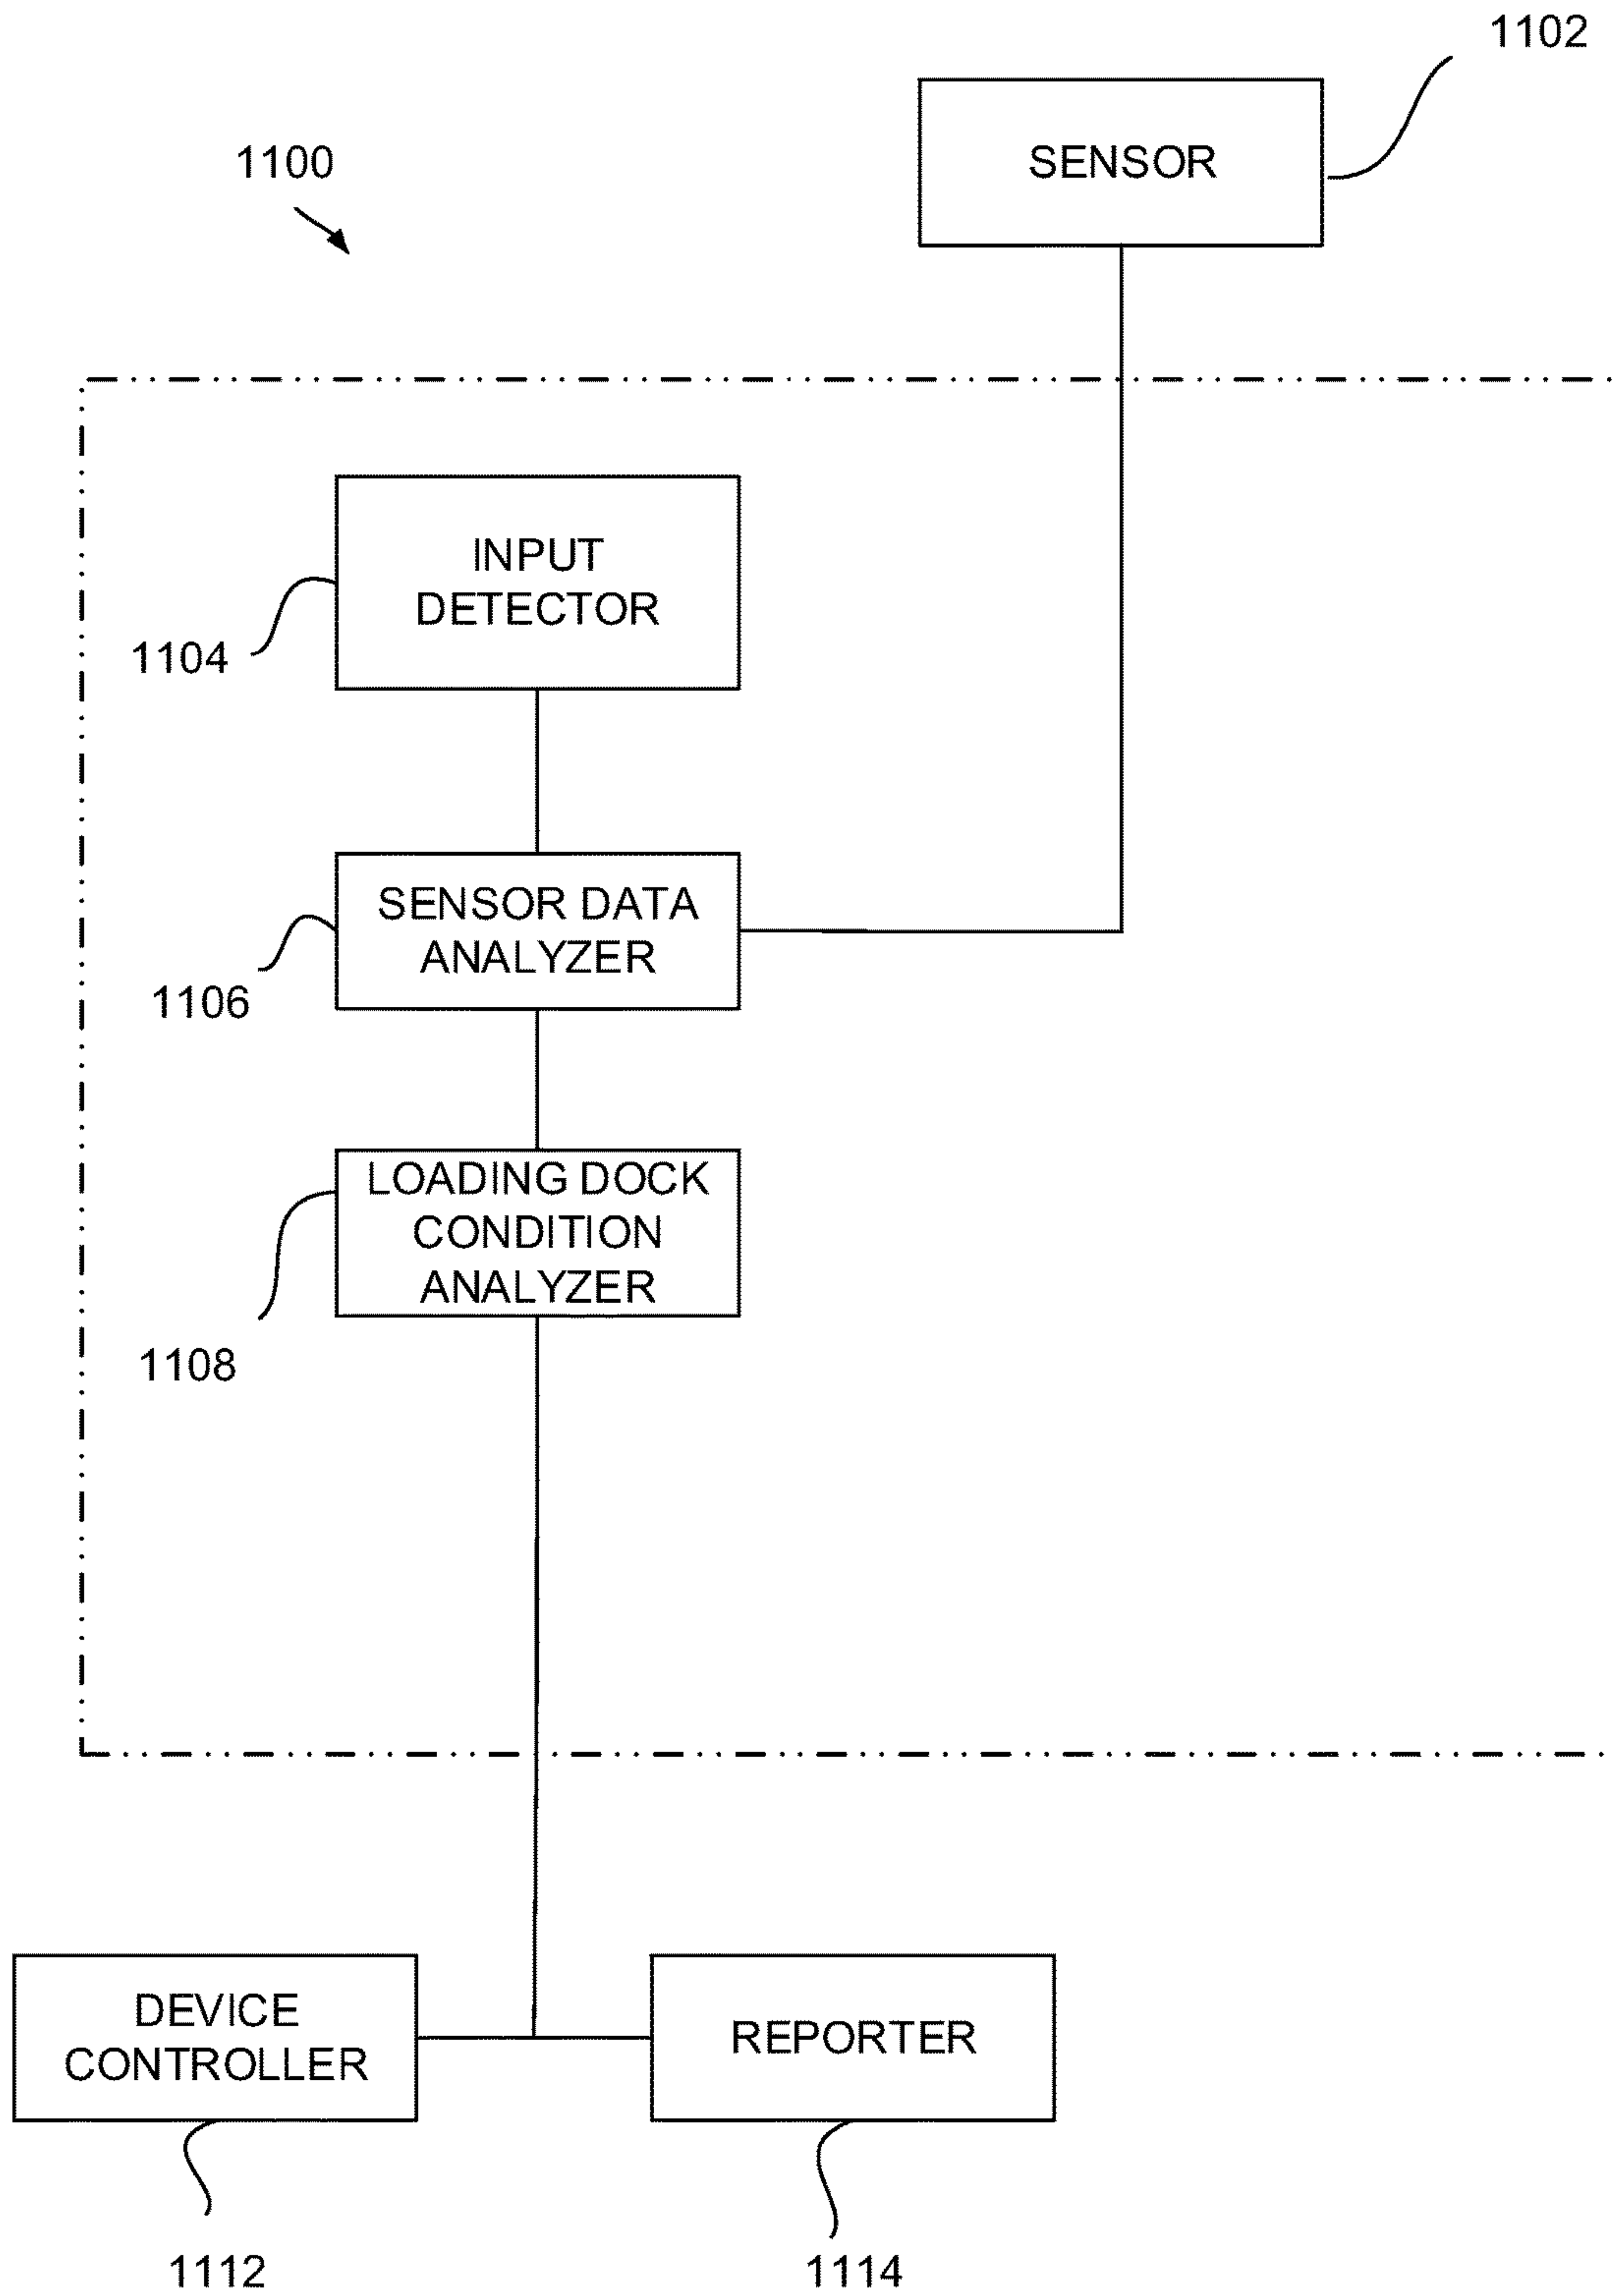 1102
SENSOR
1100
INPUT
DETECTOR
1104
SENSOR DATA
ANALYZER
1106
LOADING DOCK
CONDITION
ANALYZER
1108
DEVICE
CONTROLLER
REPORTER
1112
1114